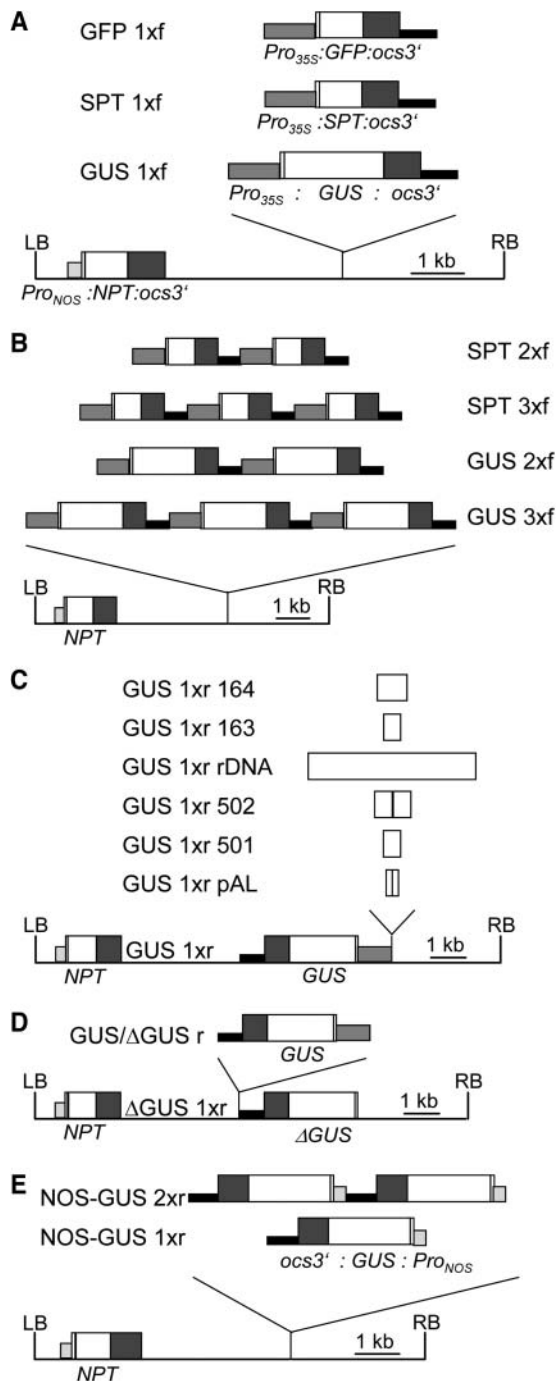 A
GFP 1xf
Pro35S:GFP:ocs3‘
SPT 1xf
Pro35S :SPT:ocs3‘
GUS 1xf
Pro35S : GUS : ocs3‘
LB
RB
1 kb
ProNOS :NPT:ocs3‘
B
SPT 2xf
SPT 3xf
GUS 2xf
GUS 3xf
LB
RB
1 kb
NPT
C
GUS 1xr 164
GUS 1xr 163
GUS 1xr rDNA
GUS 1xr 502
GUS 1xr 501
GUS 1xr pAL
LB
RB
GUS 1xr
1 kb
NPT
GUS
D
GUS/ΔGUS r
GUS
LB
RB
ΔGUS 1xr
1 kb
NPT
ΔGUS
E
NOS-GUS 2xr
NOS-GUS 1xr
ocs3‘ : GUS : ProNOS
LB
RB
1 kb
NPT